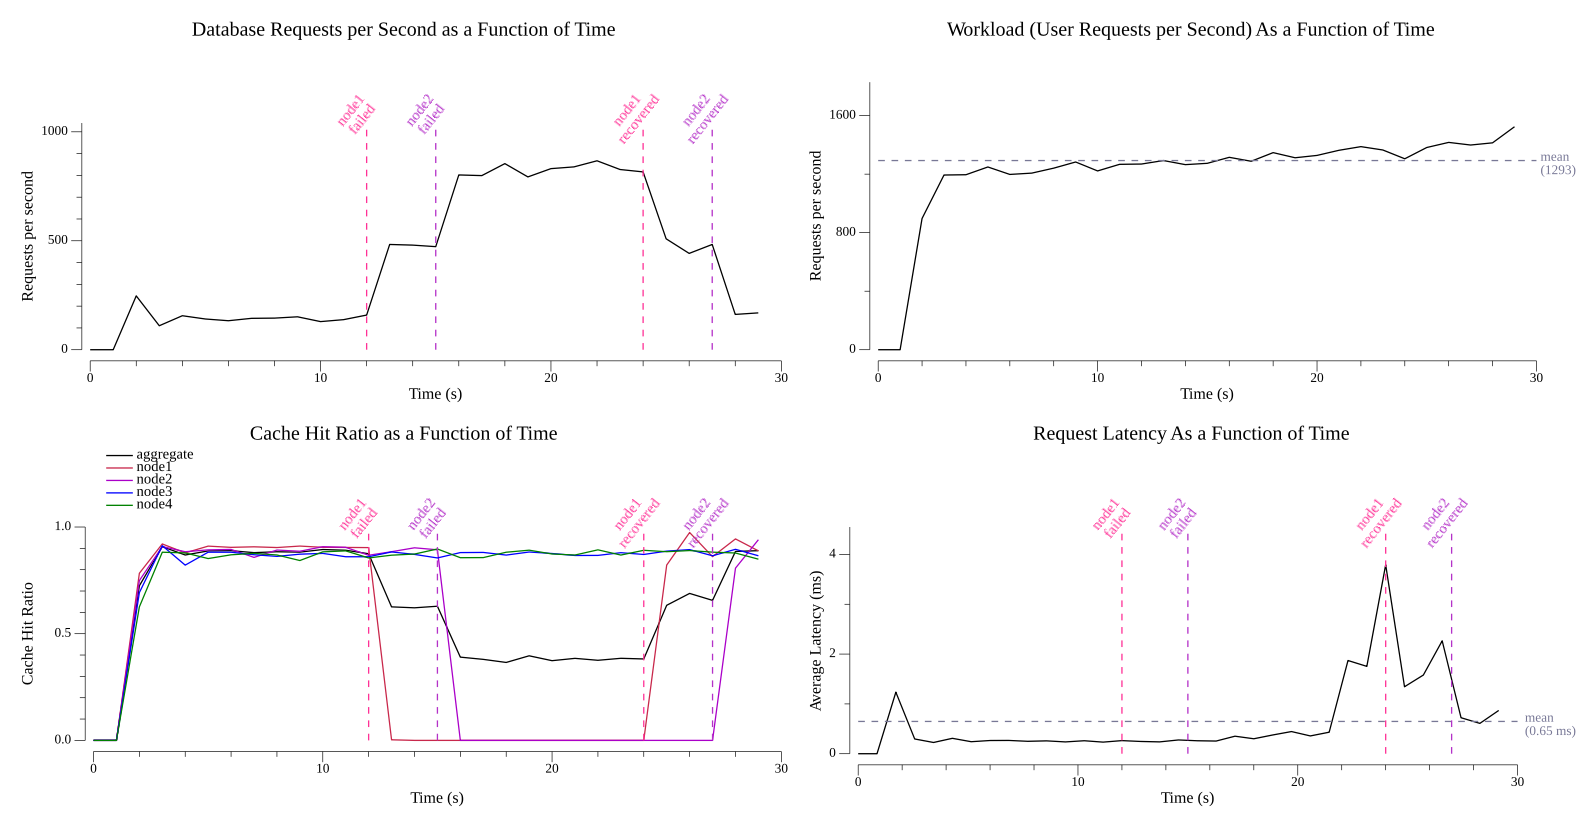 Database Requests per Second as a Function of Time
node1
failed
node2
failed
node1
recovered
node2
recovered
1000
500
0
Requests per second
0
10
20
30
Time (s)
Workload (User Requests per Second) As a Function of Time
1600
800
0
Requests per second
mean
(1293)
0
10
20
30
Time (s)
Cache Hit Ratio as a Function of Time
aggregate
node1
node2
node3
node4
node1
failed
node2
failed
node1
recovered
node2
recovered
1.0
0.5
0.0
Cache Hit Ratio
0
10
20
30
Time (s)
Request Latency As a Function of Time
node1
failed
node2
failed
node1
recovered
node2
recovered
4
2
0
Average Latency (ms)
mean
(0.65 ms)
0
10
20
30
Time (s)